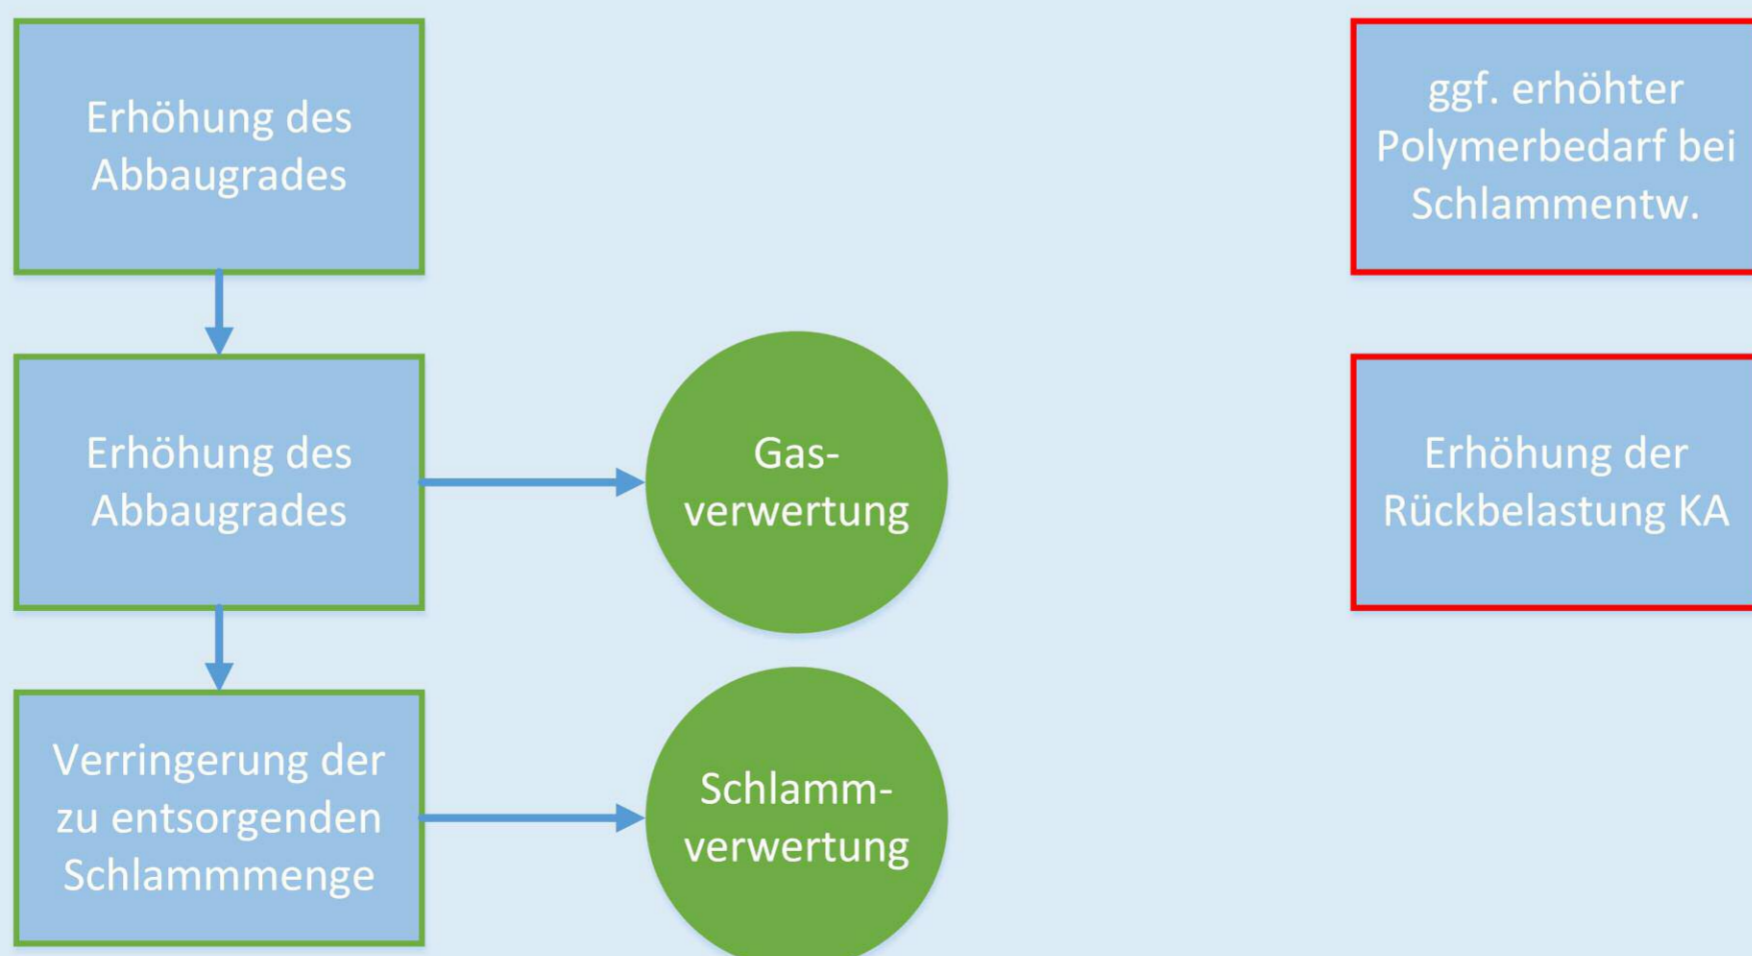 Erhöhung des
Abbaugrades
ggf. erhöhter
Polymerbedarf bei
Schlammentw.
Erhöhung des
Abbaugrades
Gas-
verwertung
Erhöhung der
Rückbelastung KA
Verringerung der
zu entsorgenden
Schlammmenge
Schlamm-
verwertung